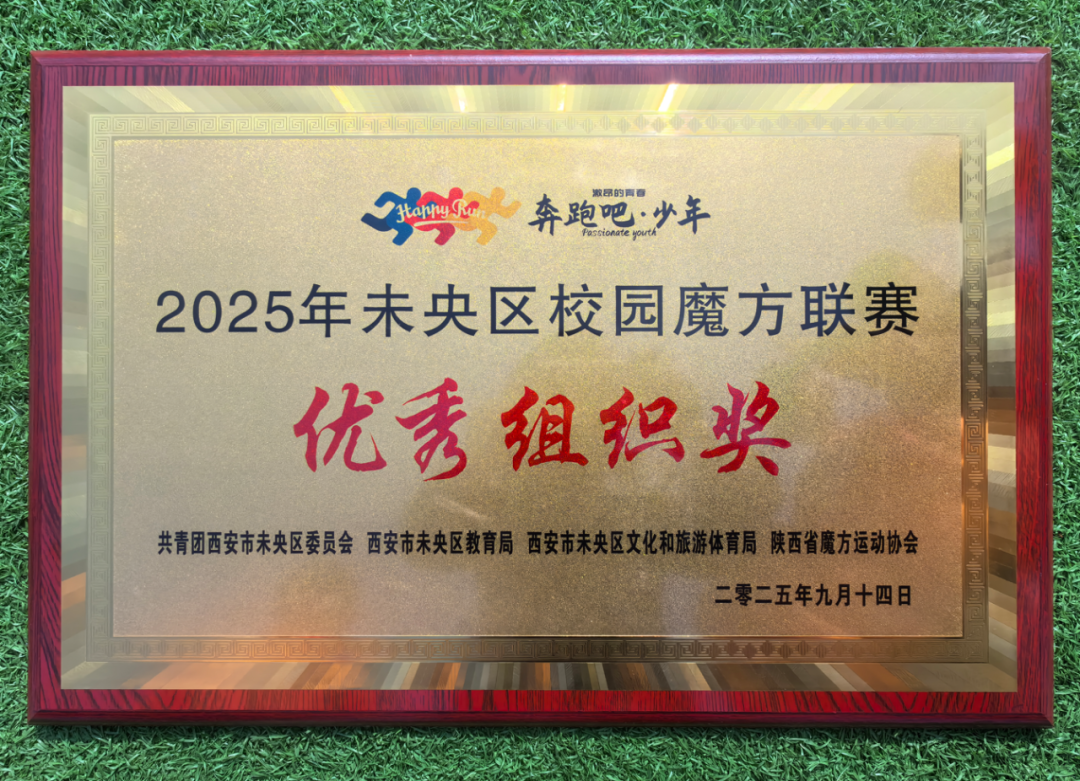 Happy Run
激昂的青春
奔跑吧·少年
Passionate youth
2025年未央区校园魔方联赛
优秀组织奖
共青团西安市未央区委员会 西安市未央区教育局 西安市未央区文化和旅游体育局 陕西省魔方运动协会
二零二五年九月十四日